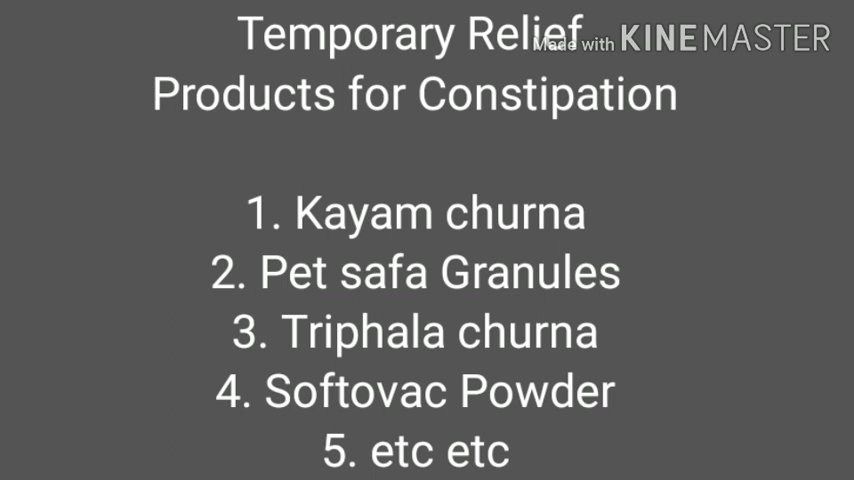 Temporary Relief
Made with KINEMASTER
Products for Constipation
1. Kayam churna
2. Pet safa Granules
3. Triphala churna
4. Softovac Powder
5. etc etc